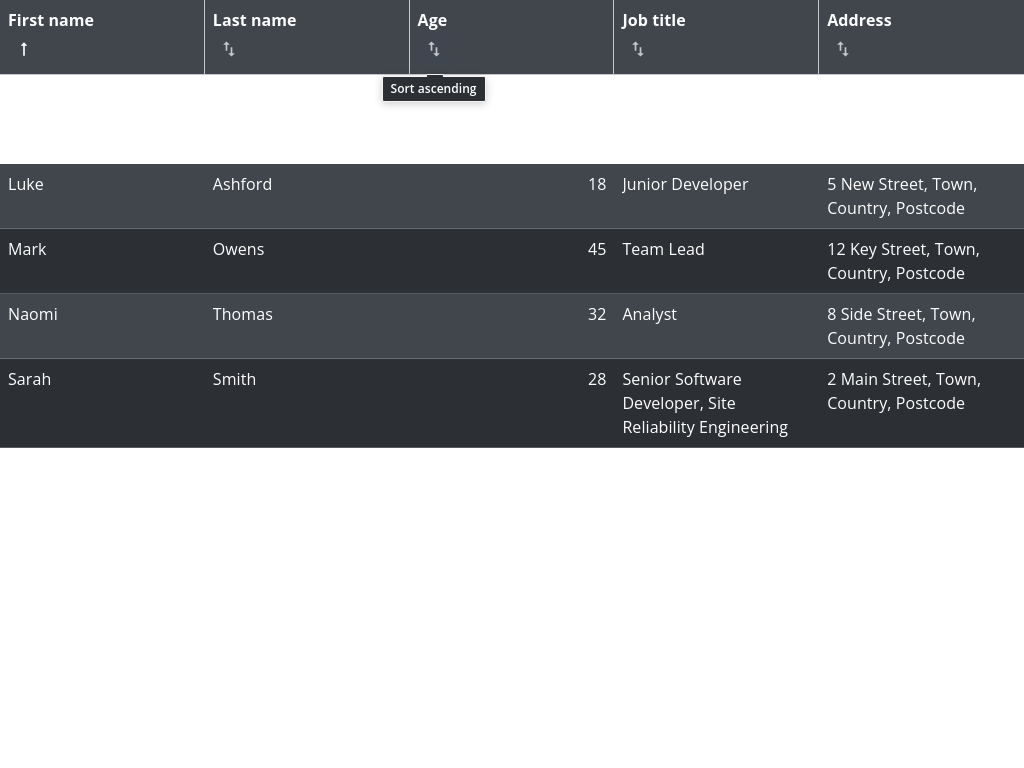 First name Last name Age Job title Address
Sort ascending
Luke Ashford 18 Junior Developer 5 New Street, Town,
Country, Postcode
Mark Owens 45 Team Lead 12 Key Street, Town,
Country, Postcode
Naomi Thomas 32 Analyst 8 Side Street, Town,
Country, Postcode
Sarah Smith 28 Senior Software 2 Main Street, Town,
Developer, Site Country, Postcode
Reliability Engineering